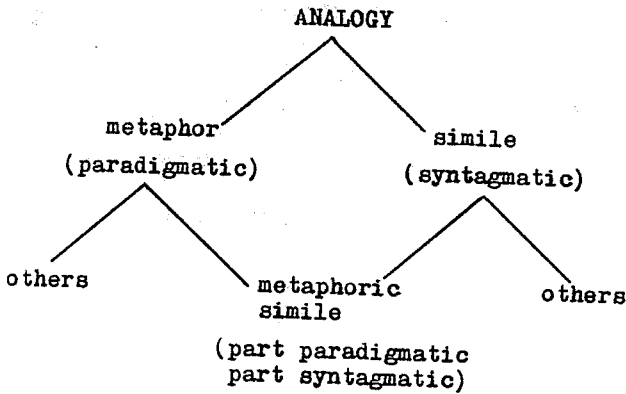 ANALOGY
metaphor
(paradigmatic)
simile
(syntagmatic)
others
metaphoric
simile
(part paradigmatic
part syntagmatic)
others